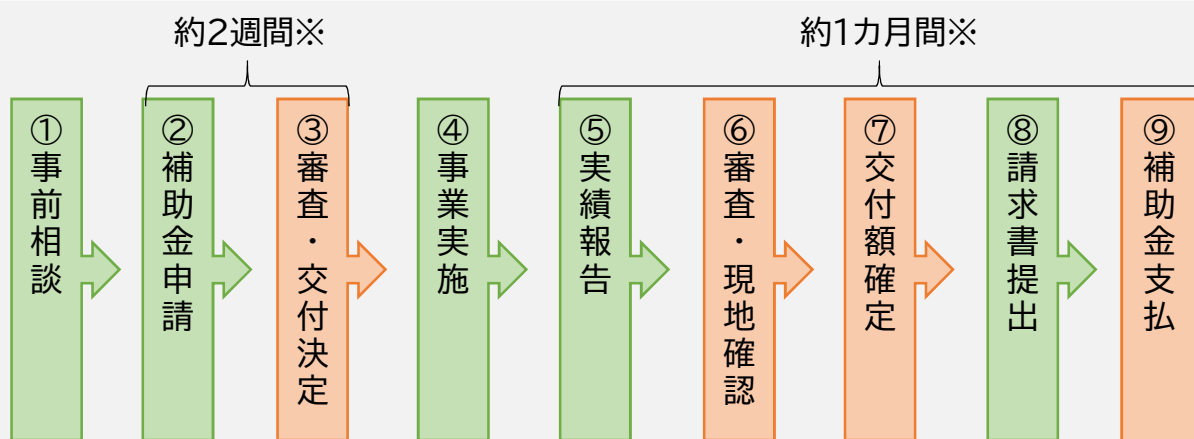 約2週間※
約1カ月間※
①事前相談
②補助金申請
③審査・交付決定
④事業実施
⑤実績報告
⑥審査・現地確認
⑦交付額確定
⑧請求書提出
⑨補助金支払